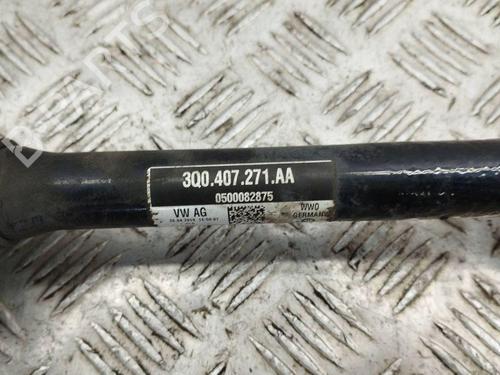 3Q0.407.271.AA
0500082875
VW AG
WWO
GERMANY